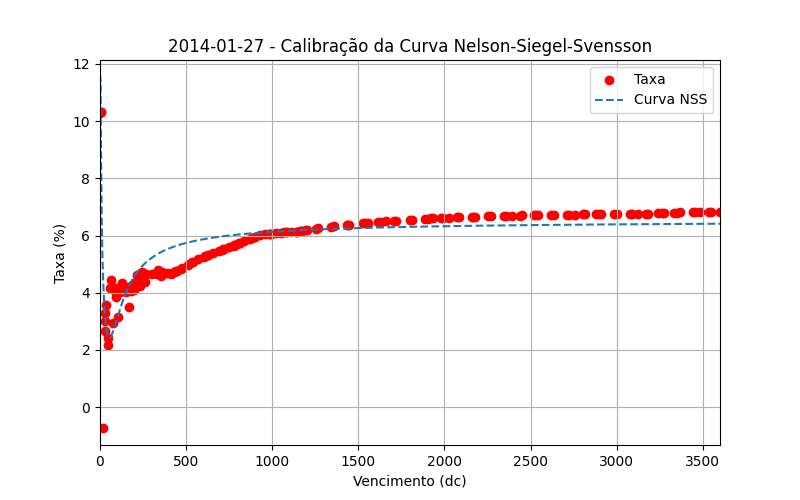 2014-01-27 - Calibração da Curva Nelson-Siegel-Svensson
Taxa
Curva NSS
Taxa (%)
12
10
8
6
4
2
0
0 500 1000 1500 2000 2500 3000 3500
Vencimento (dc)